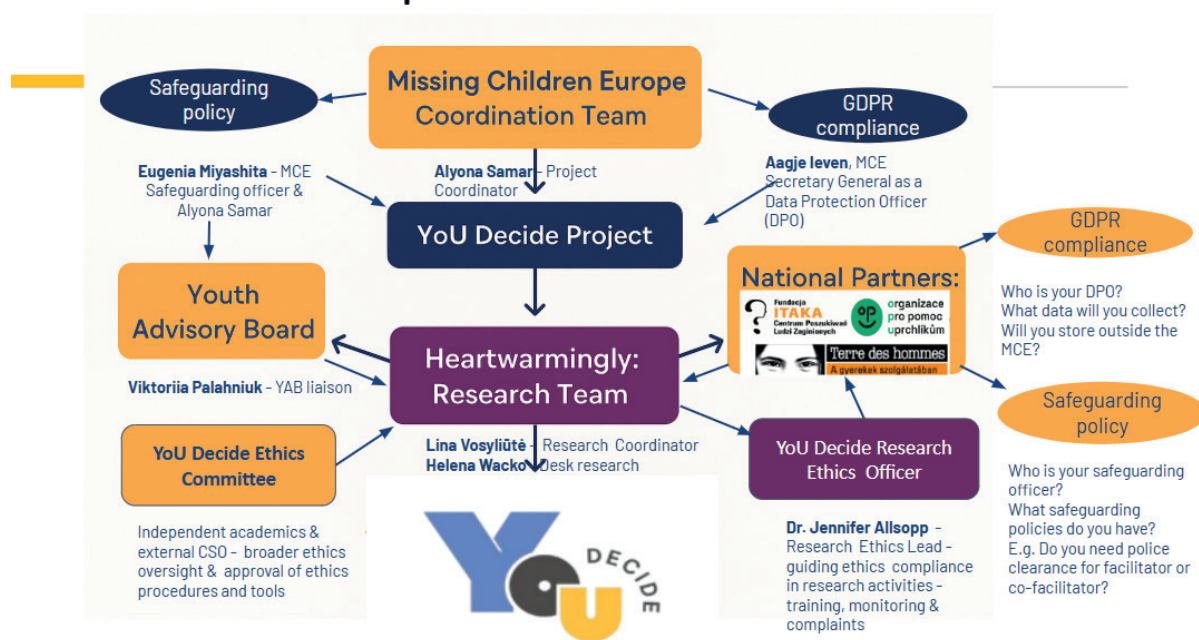 Missing Children Europe
Coordination Team
Safeguarding
policy
GDPR
compliance
Eugenia Miyashita - MCE
Safeguarding officer &
Alyona Samar
Alyona Samar - Project
Coordinator
Aagje Ieven, MCE
Secretary General as a
Data Protection Officer
(DPO)
YoU Decide Project
GDPR
compliance
Youth
Advisory Board
National Partners:
Fundacja
ITAKA
Centrum Poszukiwań
Ludzi Zaginionych
organizace
pro pomoc
uprchlíkům
Terre des hommes
A gyerekek szolgálatában
Who is your DPO?
What data will you collect?
Will you store outside the
MCE?
Heartwarmingly:
Research Team
Viktoriia Palahniuk - YAB liaison
Safeguarding
policy
YoU Decide Ethics
Committee
Lina Vosyliūtė - Research Coordinator
Helena Wacko - Desk research
YoU Decide Research
Ethics Officer
Who is your safeguarding
officer?
What safeguarding
policies do you have?
E.g. Do you need police
clearance for facilitator or
co-facilitator?
Independent academics &
external CSO - broader ethics
oversight & approval of ethics
procedures and tools
YoU
DECIDE
Dr. Jennifer Allsopp -
Research Ethics Lead -
guiding ethics compliance
in research activities -
training, monitoring &
complaints